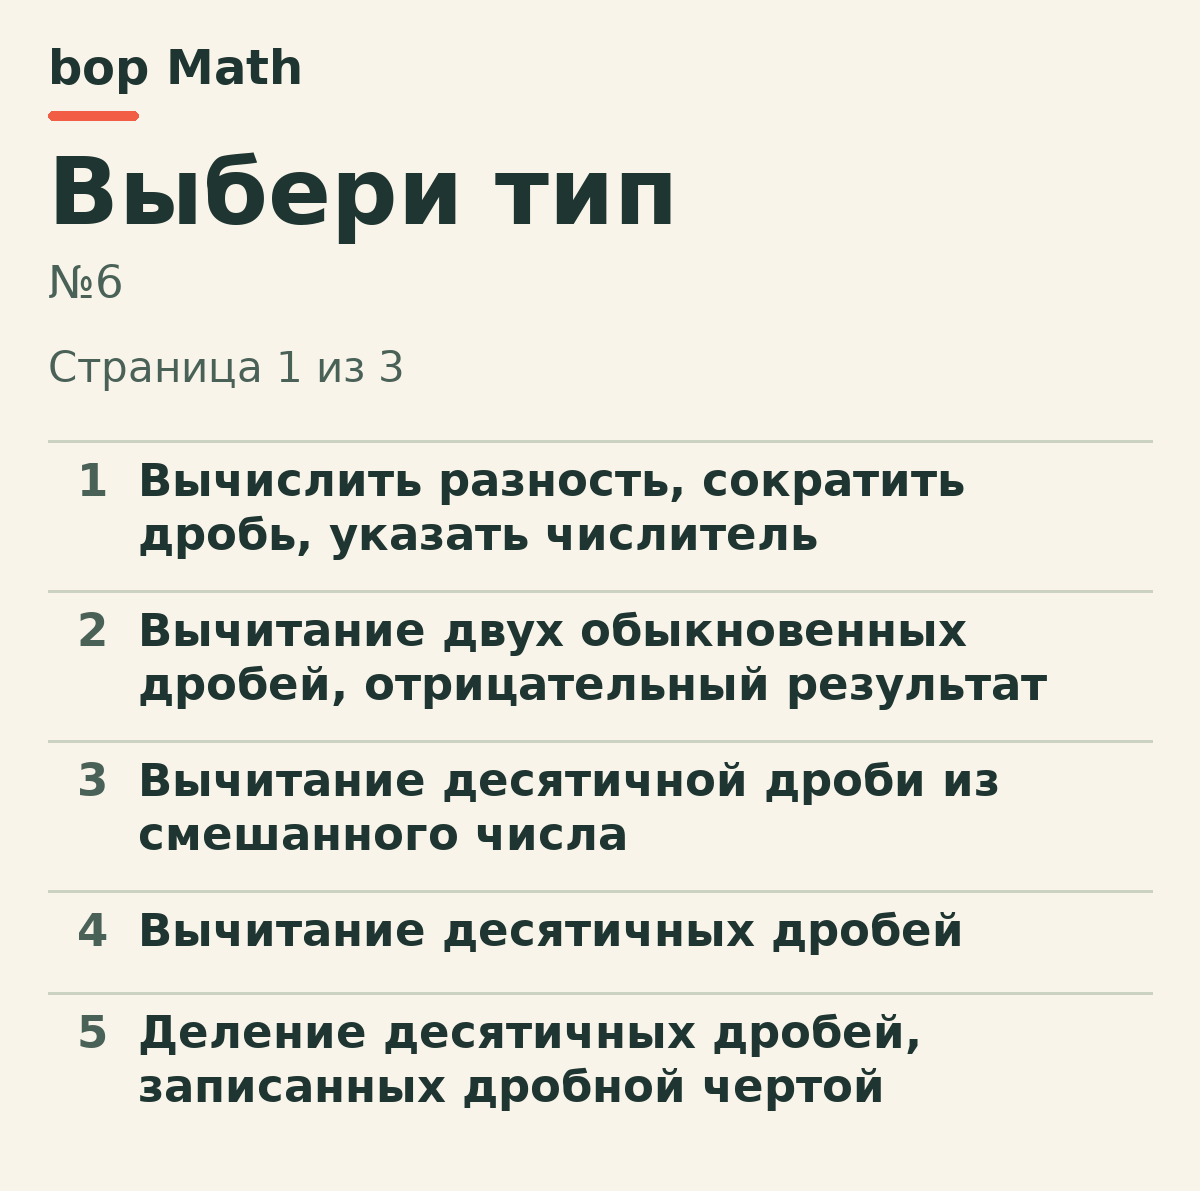 bop Math
Выбери тип
№6
Страница 1 из 3
1 Вычислить разность, сократить
дробь, указать числитель
2 Вычитание двух обыкновенных
дробей, отрицательный результат
3 Вычитание десятичной дроби из
смешанного числа
4 Вычитание десятичных дробей
5 Деление десятичных дробей,
записанных дробной чертой